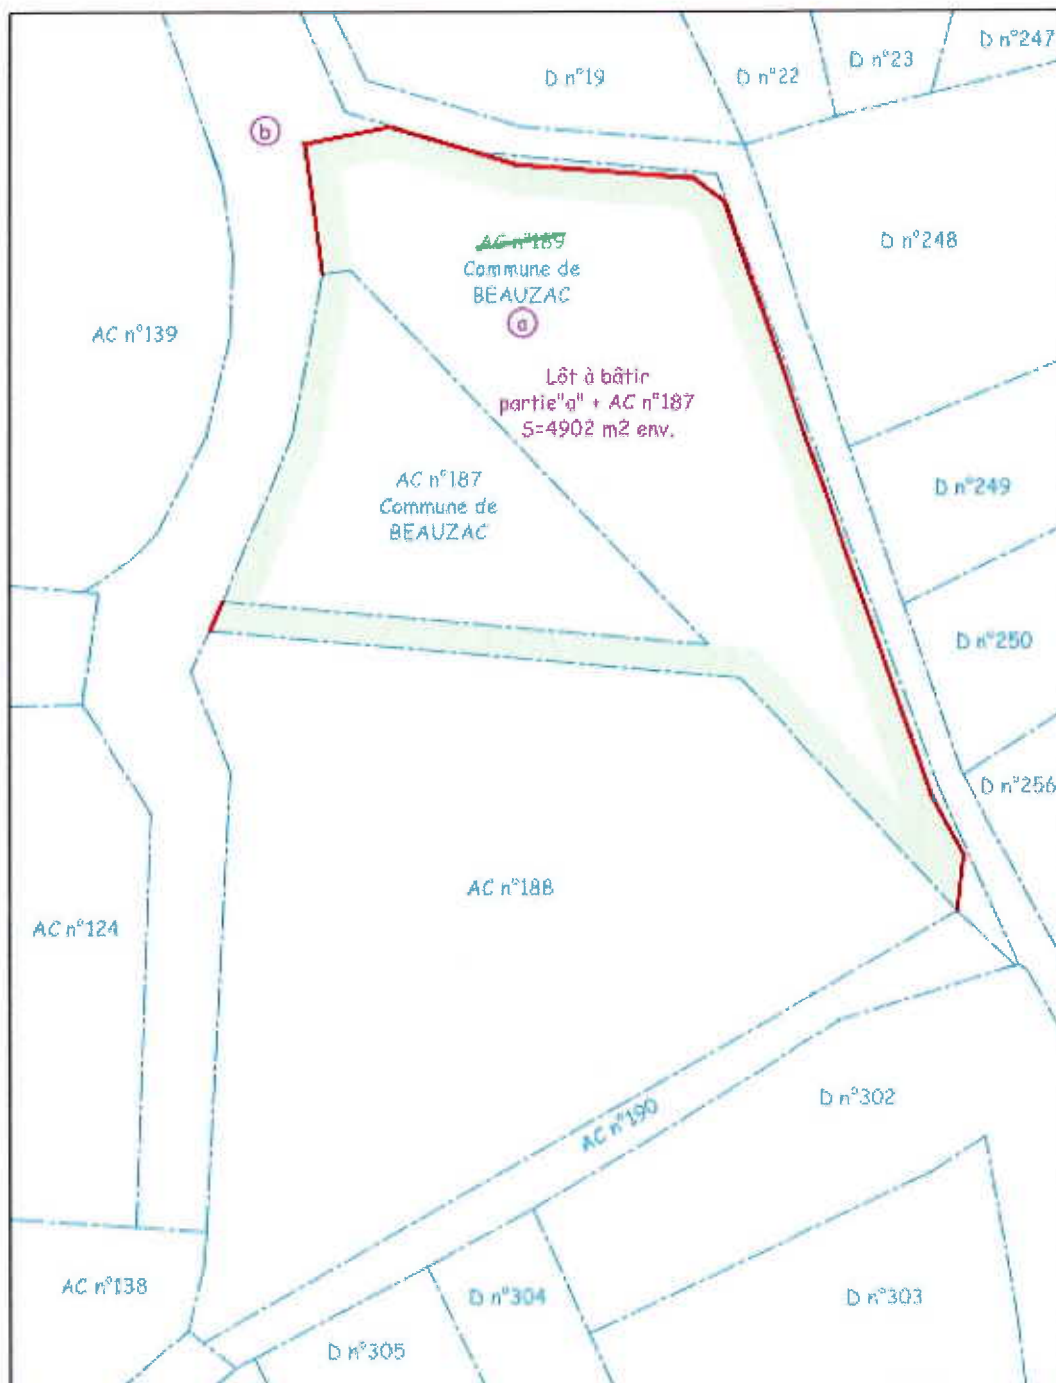 D n°247
D n°23
D n°22
D n°19
b
AC n°189
Commune de
BEAUZAC
a
D n°248
AC n°139
Lôt à bâtir
partie"a" + AC n°187
S=4902 m2 env.
AC n°187
Commune de
BEAUZAC
D n°249
D n°250
D n°256
AC n°188
AC n°124
D n°302
AC n°190
AC n°138
D n°304
D n°303
D n°305